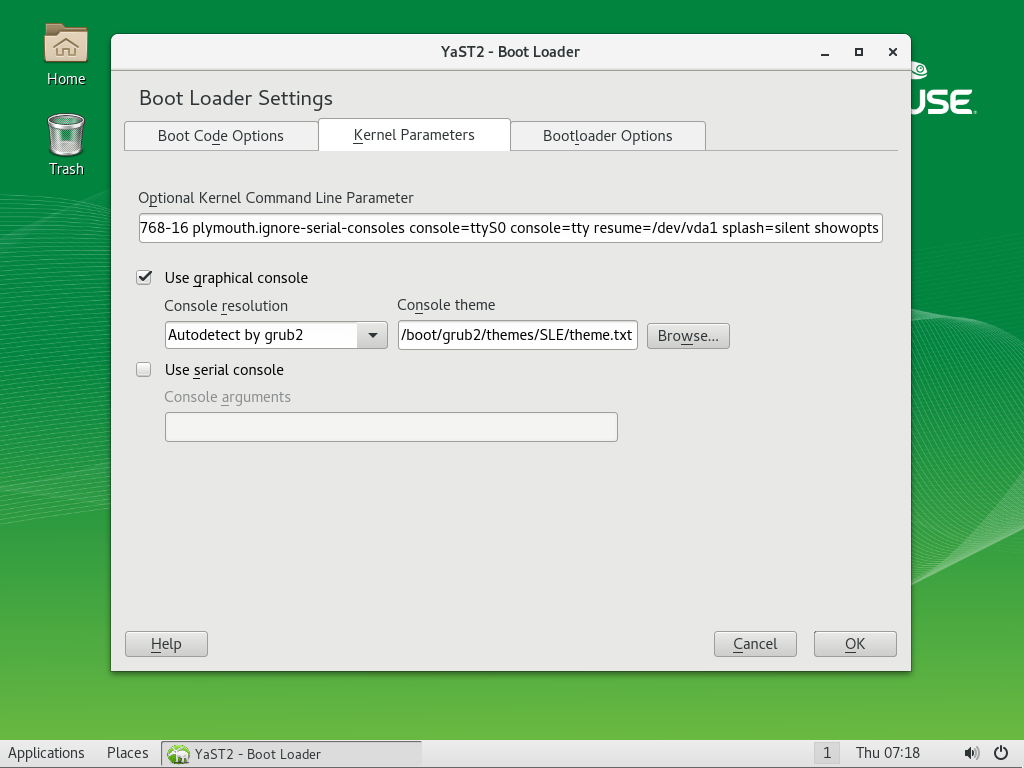 Home
Trash
USE
YaST2 - Boot Loader
Boot Loader Settings
Boot Code Options
Kernel Parameters
Bootloader Options
Optional Kernel Command Line Parameter
768-16 plymouth.ignore-serial-consoles console=ttyS0 console=tty resume=/dev/vda1 splash=silent showopts
Use graphical console
Console resolution
Console theme
Autodetect by grub2
/boot/grub2/themes/SLE/theme.txt
Browse...
Use serial console
Console arguments
Help
Cancel
OK
Applications
Places
YaST2 - Boot Loader
1
Thu 07:18